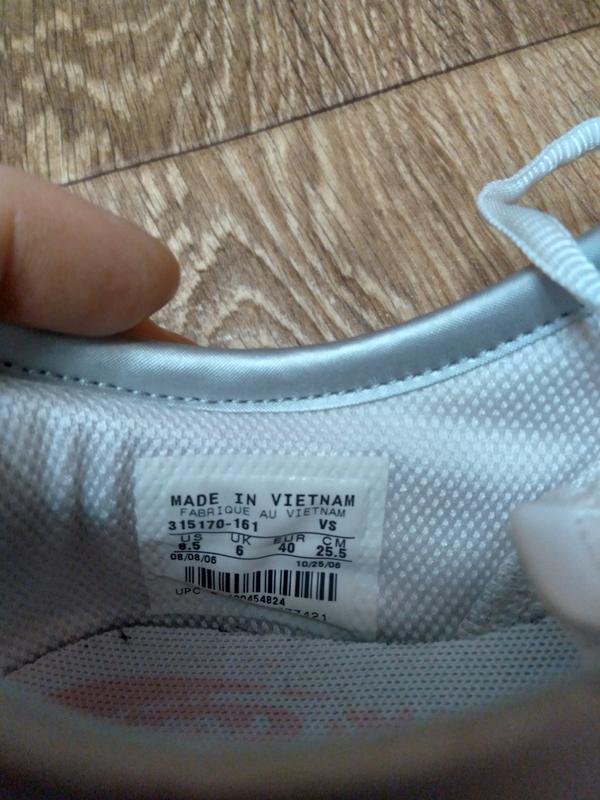 MADE IN VIETNAM
FABRIQUE AU VIETNAM
315170-161 VS
US UK EUR CM
8.5 6 40 25.5
08/08/06 10/25/06
UPC